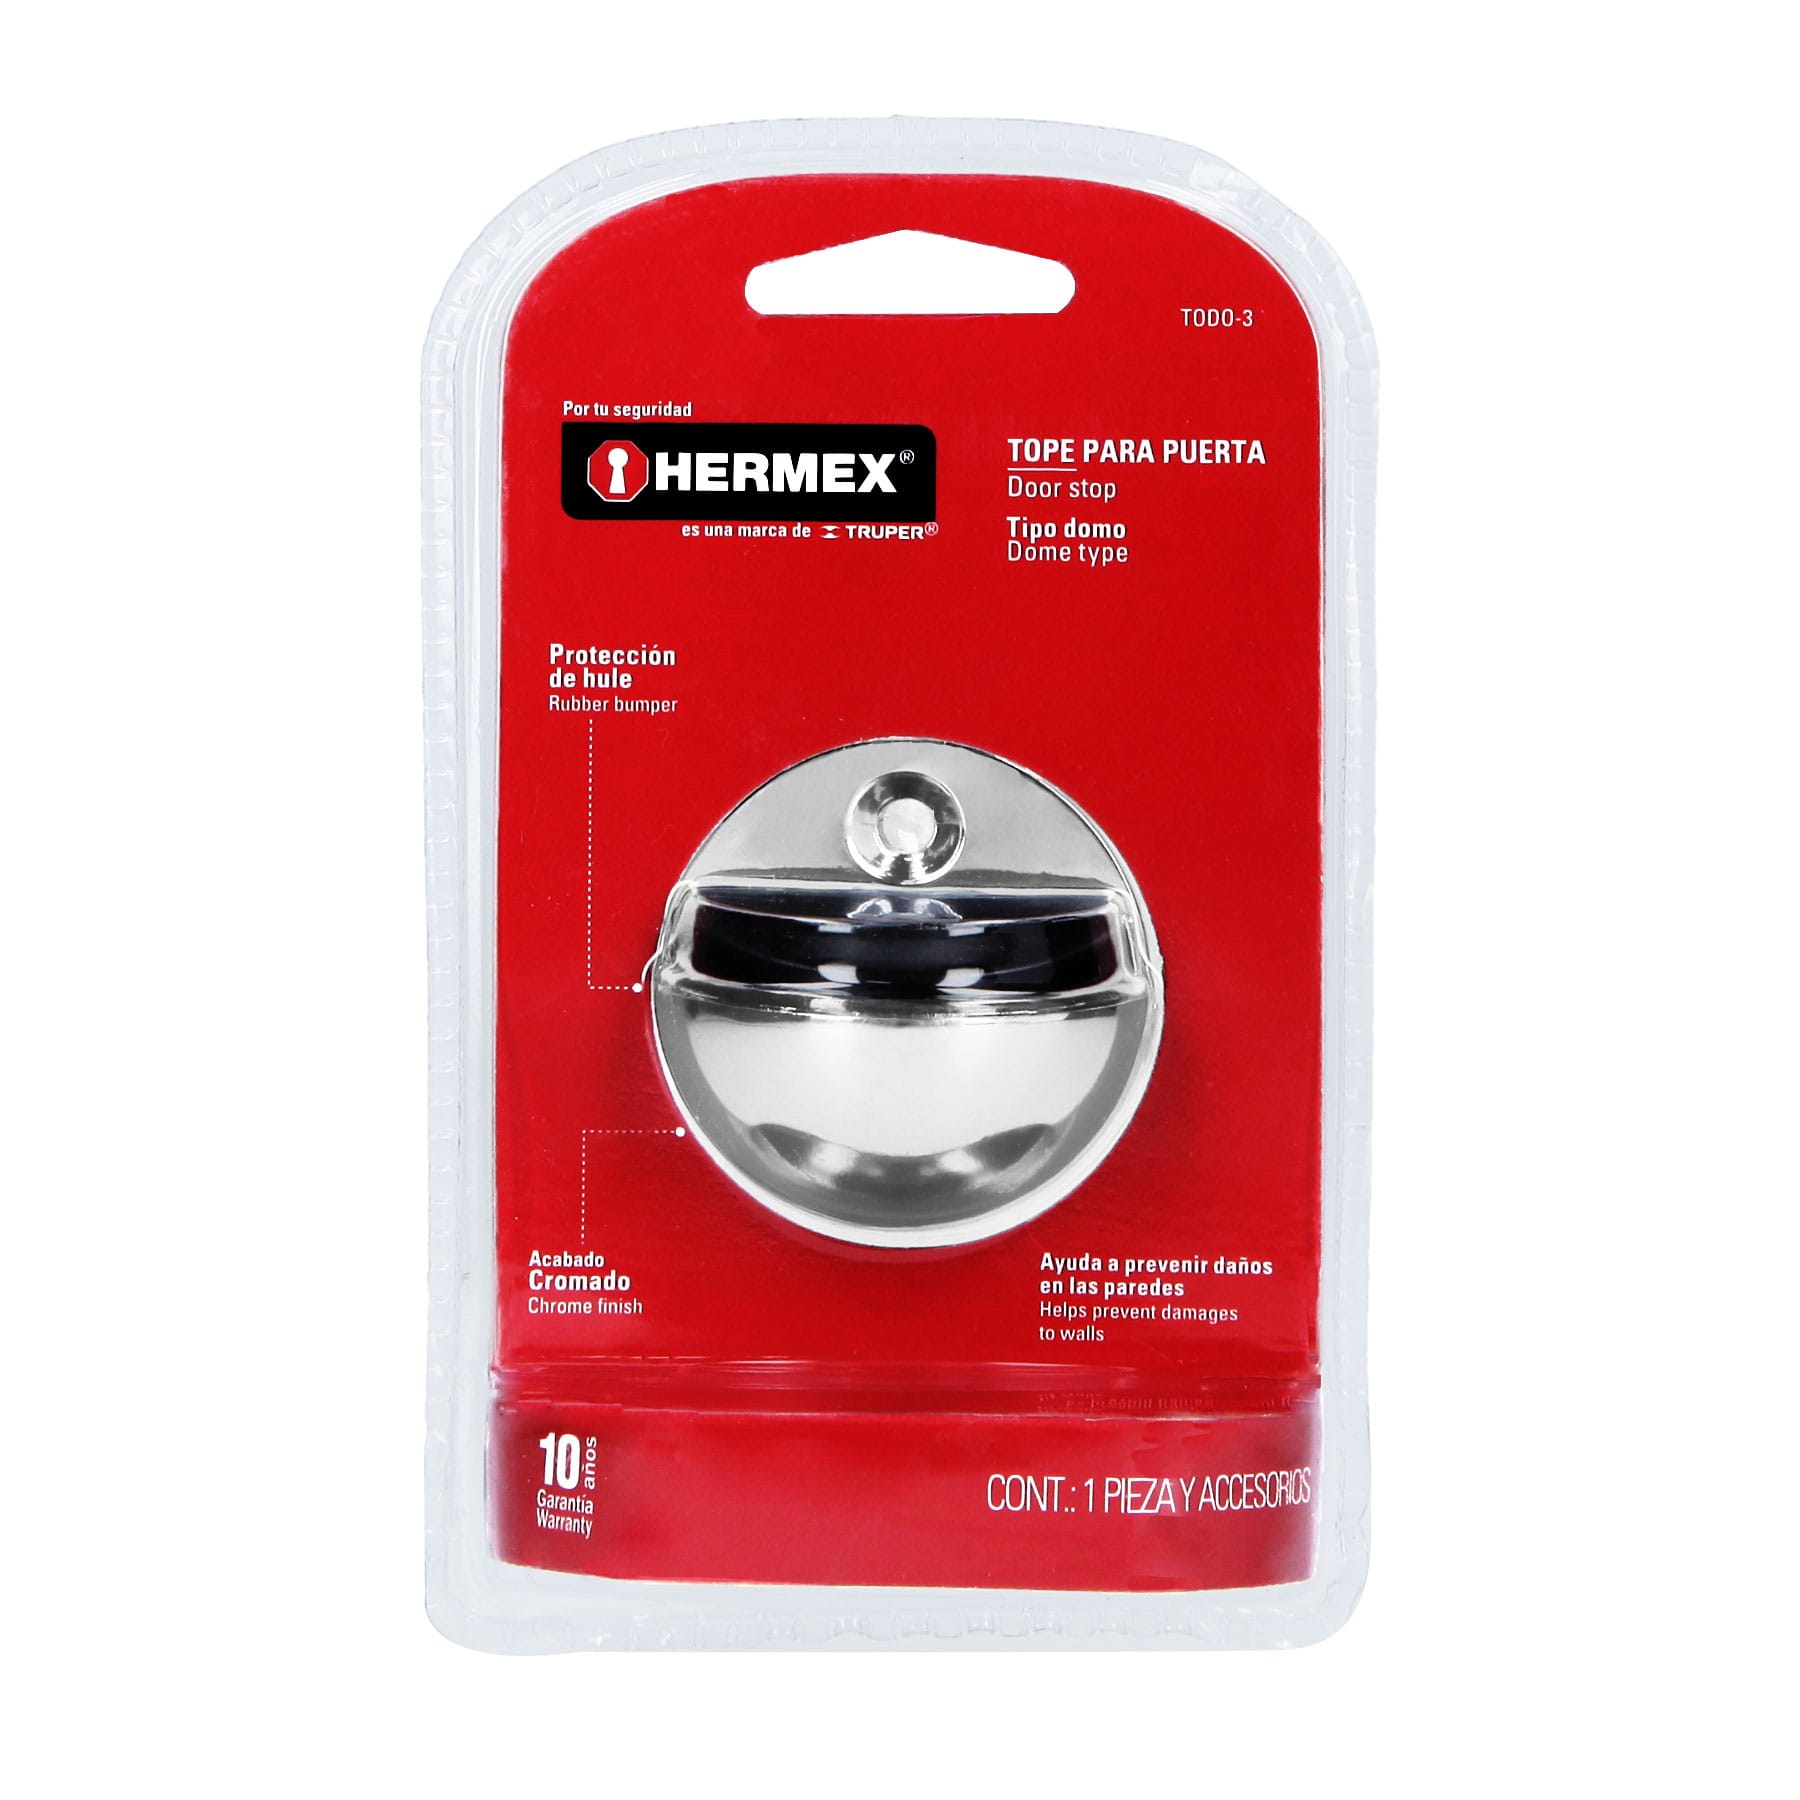 TODO-3
Por tu seguridad
HERMEX®
es una marca de TRUPER®
TOPE PARA PUERTA
Door stop
Tipo domo
Dome type
Protección
de hule
Rubber bumper
Acabado
Cromado
Chrome finish
Ayuda a prevenir daños
en las paredes
Helps prevent damages
to walls
10 años
Garantía
Warranty
CONT.: 1 PIEZA Y ACCESORIOS